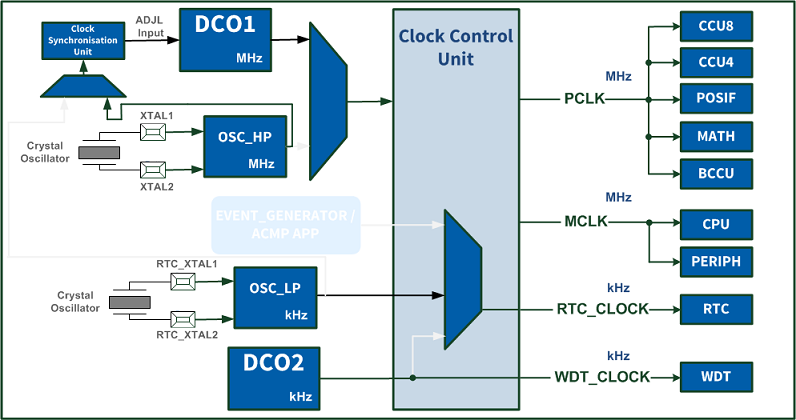 Clock
Synchronisation
Unit
ADJL
Input
DCO1
MHz
Clock Control
Unit
CCU8
MHz
CCU4
PCLK
POSIF
MATH
BCCU
XTAL1
OSC_HP
MHz
Crystal
Oscillator
XTAL2
EVENT_GENERATOR /
ACMP APP
MHz
MCLK
CPU
PERIPH
RTC_XTAL1
OSC_LP
kHz
Crystal
Oscillator
RTC_XTAL2
kHz
RTC_CLOCK
RTC
DCO2
kHz
kHz
WDT_CLOCK
WDT